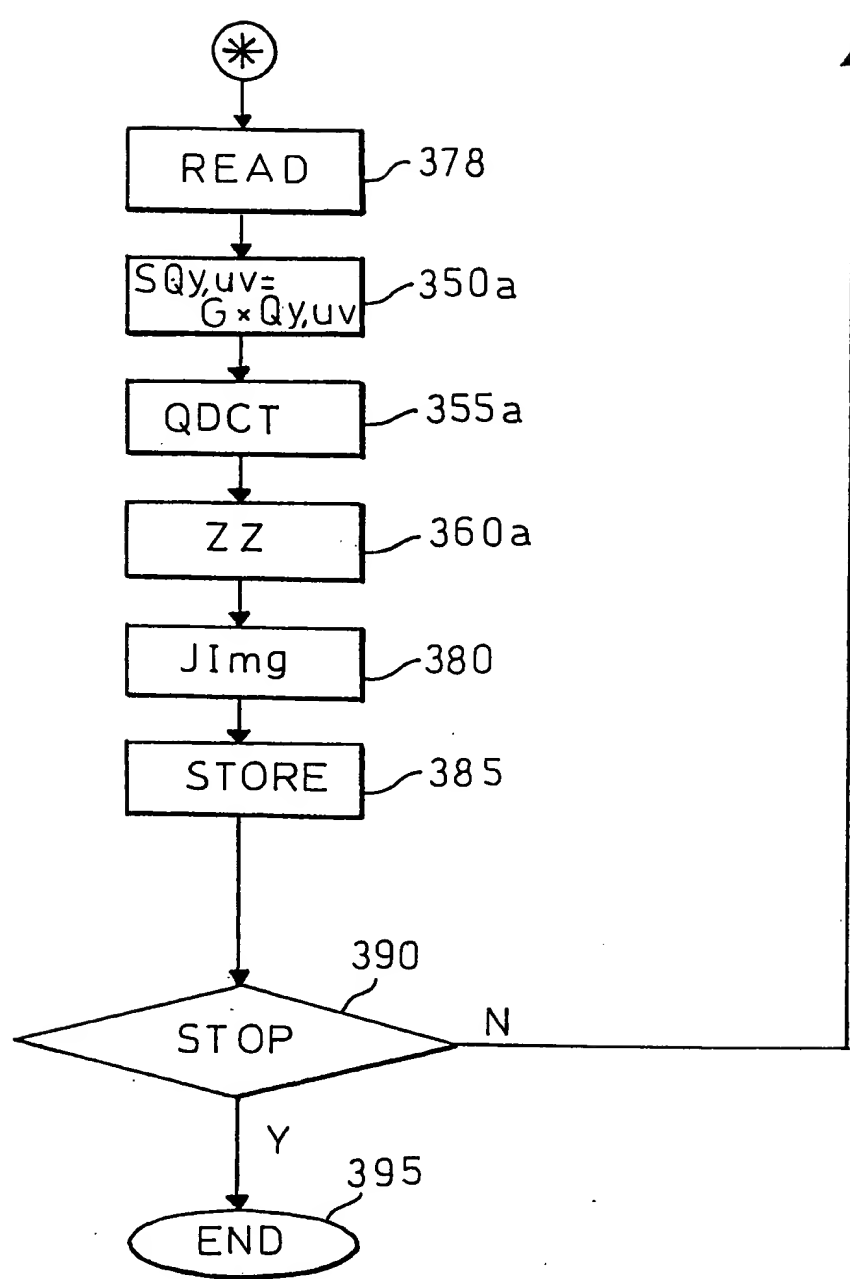 *
READ 378
SQy,uv=
G×Qy,uv 350a
QDCT 355a
ZZ 360a
JImg 380
STORE 385
390
STOP N
Y
395
END